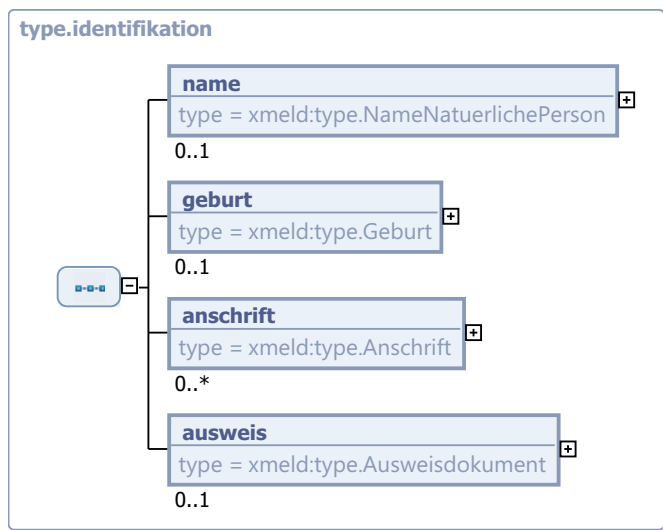 type.identifikation
name
type = xmeld:type.NameNatuerlichePerson
0..1
geburt
type = xmeld:type.Geburt
0..1
anschrift
type = xmeld:type.Anschrift
0..*
ausweis
type = xmeld:type.Ausweisdokument
0..1